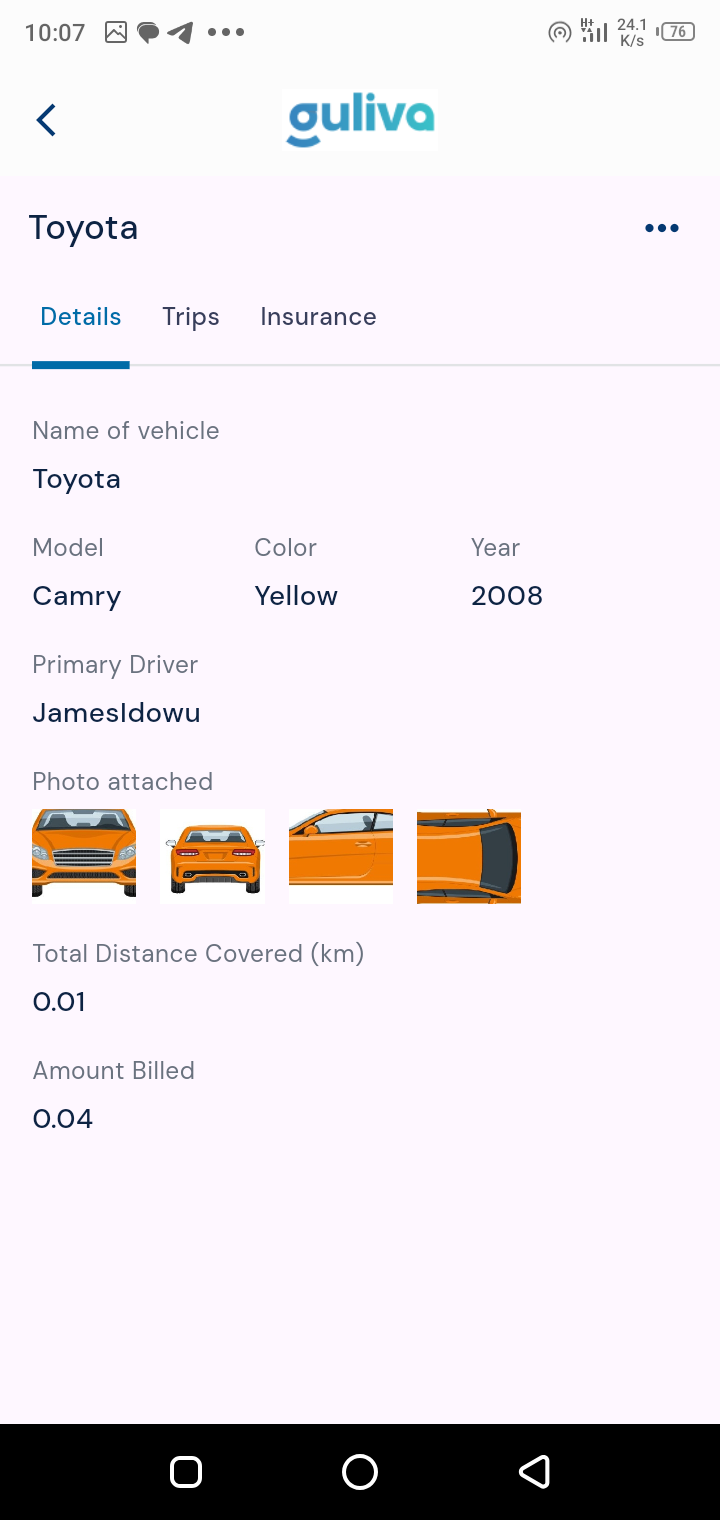 10:07 24.1 K/s 76
guliva
Toyota
Details Trips Insurance
Name of vehicle
Toyota
Model Color Year
Camry Yellow 2008
Primary Driver
JamesIdowu
Photo attached
Total Distance Covered (km)
0.01
Amount Billed
0.04